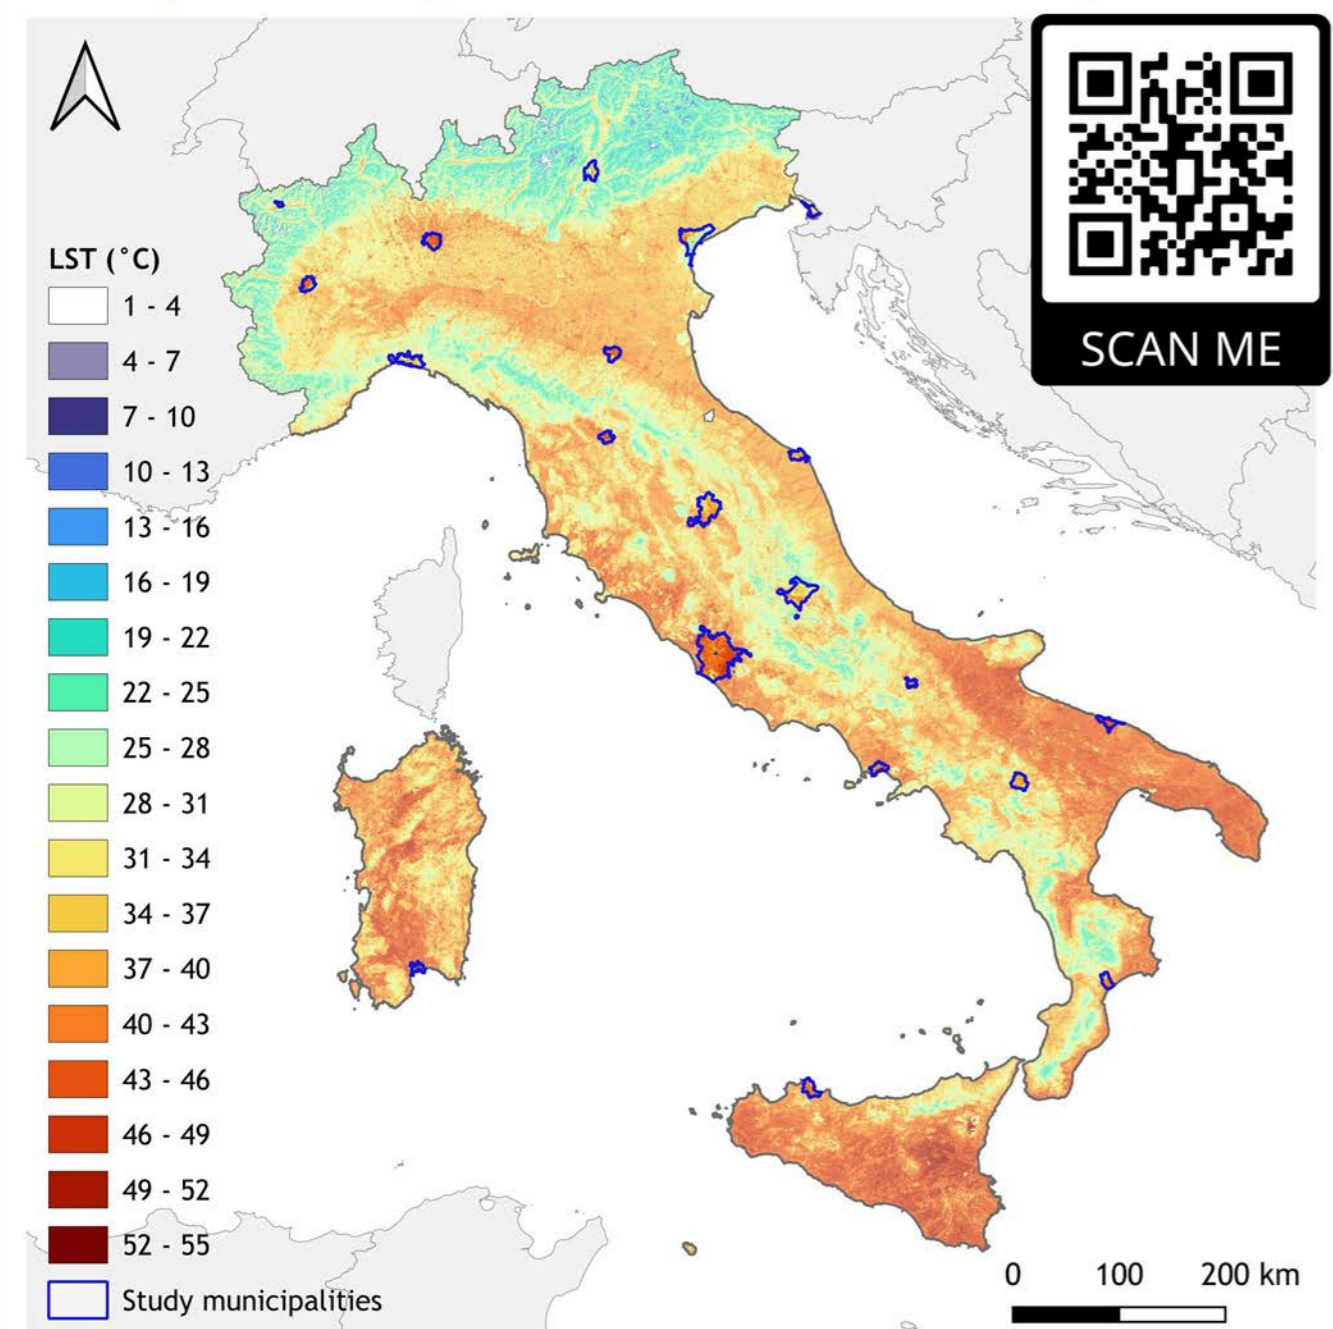 SCAN ME
LST (°C)
1 - 4
4 - 7
7 - 10
10 - 13
13 - 16
16 - 19
19 - 22
22 - 25
25 - 28
28 - 31
31 - 34
34 - 37
37 - 40
40 - 43
43 - 46
46 - 49
49 - 52
52 - 55
Study municipalities
0 100 200 km